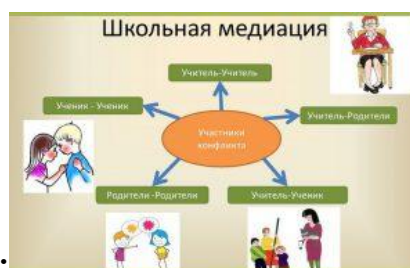 Школьная медиация
Учитель-Учитель
Ученик - Ученик
Учитель-Родители
Участники
конфликта
Родители -Родители
Учитель-Ученик